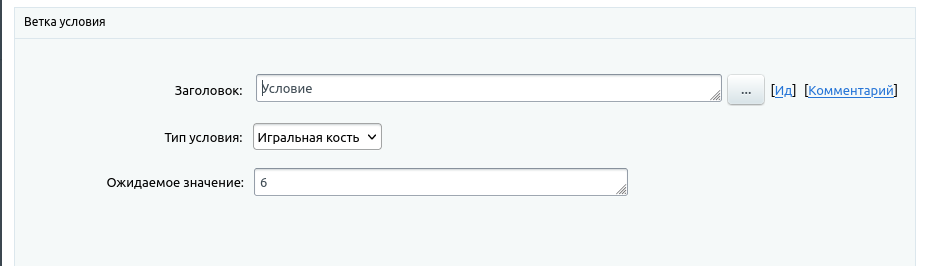 Ветка условия
Заголовок: Условие ... [Ид] [Комментарий]
Тип условия: Игральная кость
Ожидаемое значение: 6